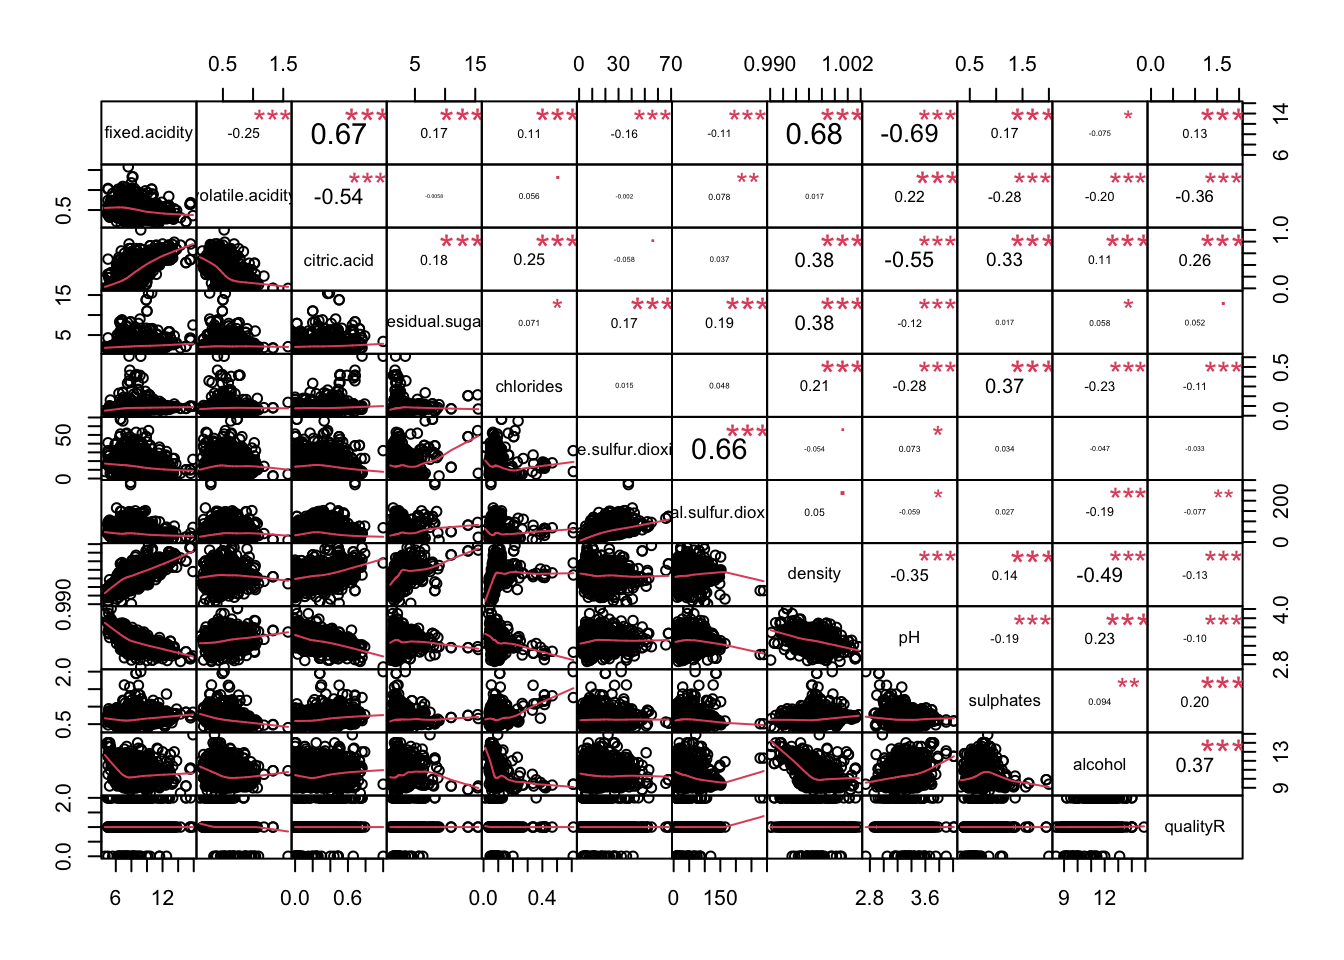 0.5 1.5 5 15 0 30 70 0.990 1.002 0.5 1.5 0.0 1.5
fixed.acidity -0.25 *** 0.67 *** 0.17 *** 0.11 *** -0.16 *** -0.11 *** 0.68 *** -0.69 *** 0.17 *** -0.075 * 0.13 *** 6 14
0.5 volatile.acidity -0.54 *** -0.0058 0.056 . -0.002 0.078 ** 0.017 0.22 *** -0.28 *** -0.20 *** -0.36 ***
citric.acid 0.18 *** 0.25 *** -0.058 . 0.037 0.38 *** -0.55 *** 0.33 *** 0.11 *** 0.26 *** 0.0 1.0
5 15 esidual.suga 0.071 * 0.17 *** 0.19 *** 0.38 *** -0.12 *** 0.017 0.058 * 0.052 .
chlorides 0.015 0.048 0.21 *** -0.28 *** 0.37 *** -0.23 *** -0.11 *** 0.0 0.5
0 50 e.sulfur.dioxi 0.66 *** -0.054 . 0.073 * 0.034 -0.047 -0.033
al.sulfur.diox 0.05 . -0.059 * 0.027 -0.19 *** -0.077 ** 0 200
0.990 density -0.35 *** 0.14 *** -0.49 *** -0.13 ***
pH -0.19 *** 0.23 *** -0.10 *** 2.8 4.0
0.5 2.0 sulphates 0.094 ** 0.20 ***
alcohol 0.37 *** 9 13
0.0 2.0 qualityR
6 12 0.0 0.6 0.0 0.4 0 150 2.8 3.6 9 12